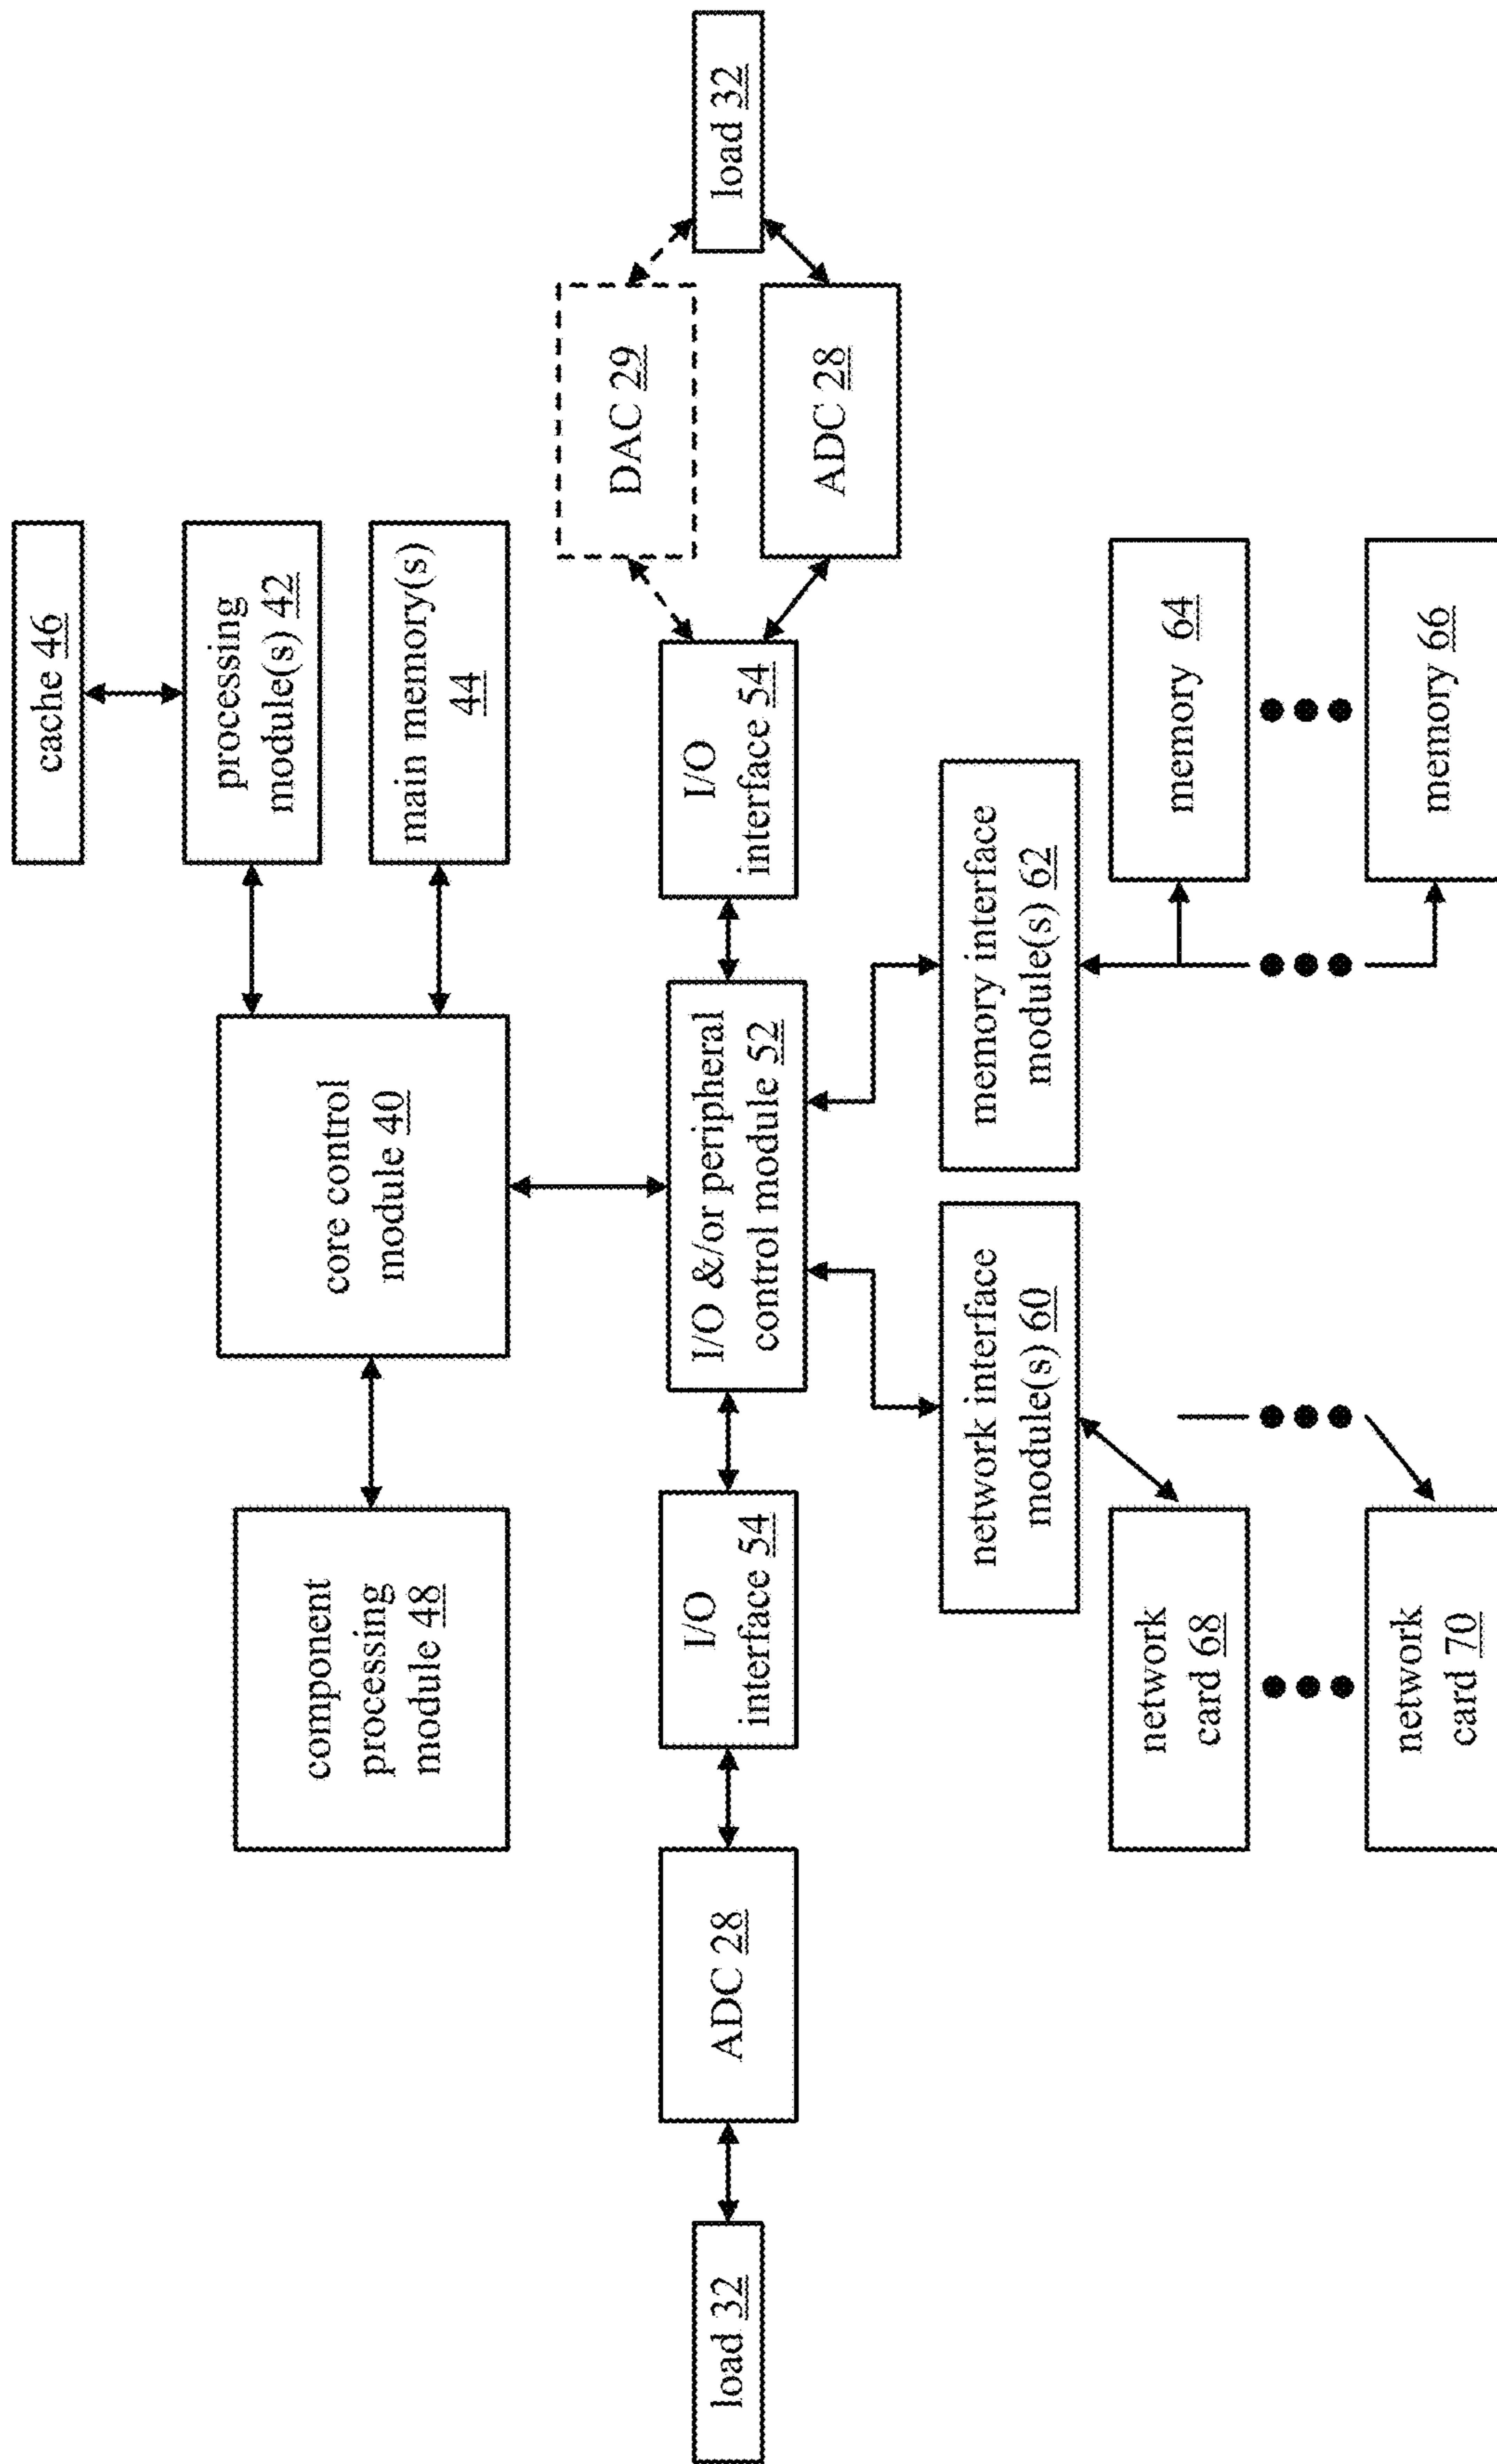 cache 46
processing
module(s) 42
main memory(s)
44
core control
module 40
component
processing
module 48
load 32
ADC 28
I/O
interface 54
I/O &/or peripheral
control module 52
I/O
interface 54
DAC 29
ADC 28
load 32
network interface
module(s) 60
memory interface
module(s) 62
network
card 68
network
card 70
memory 64
memory 66